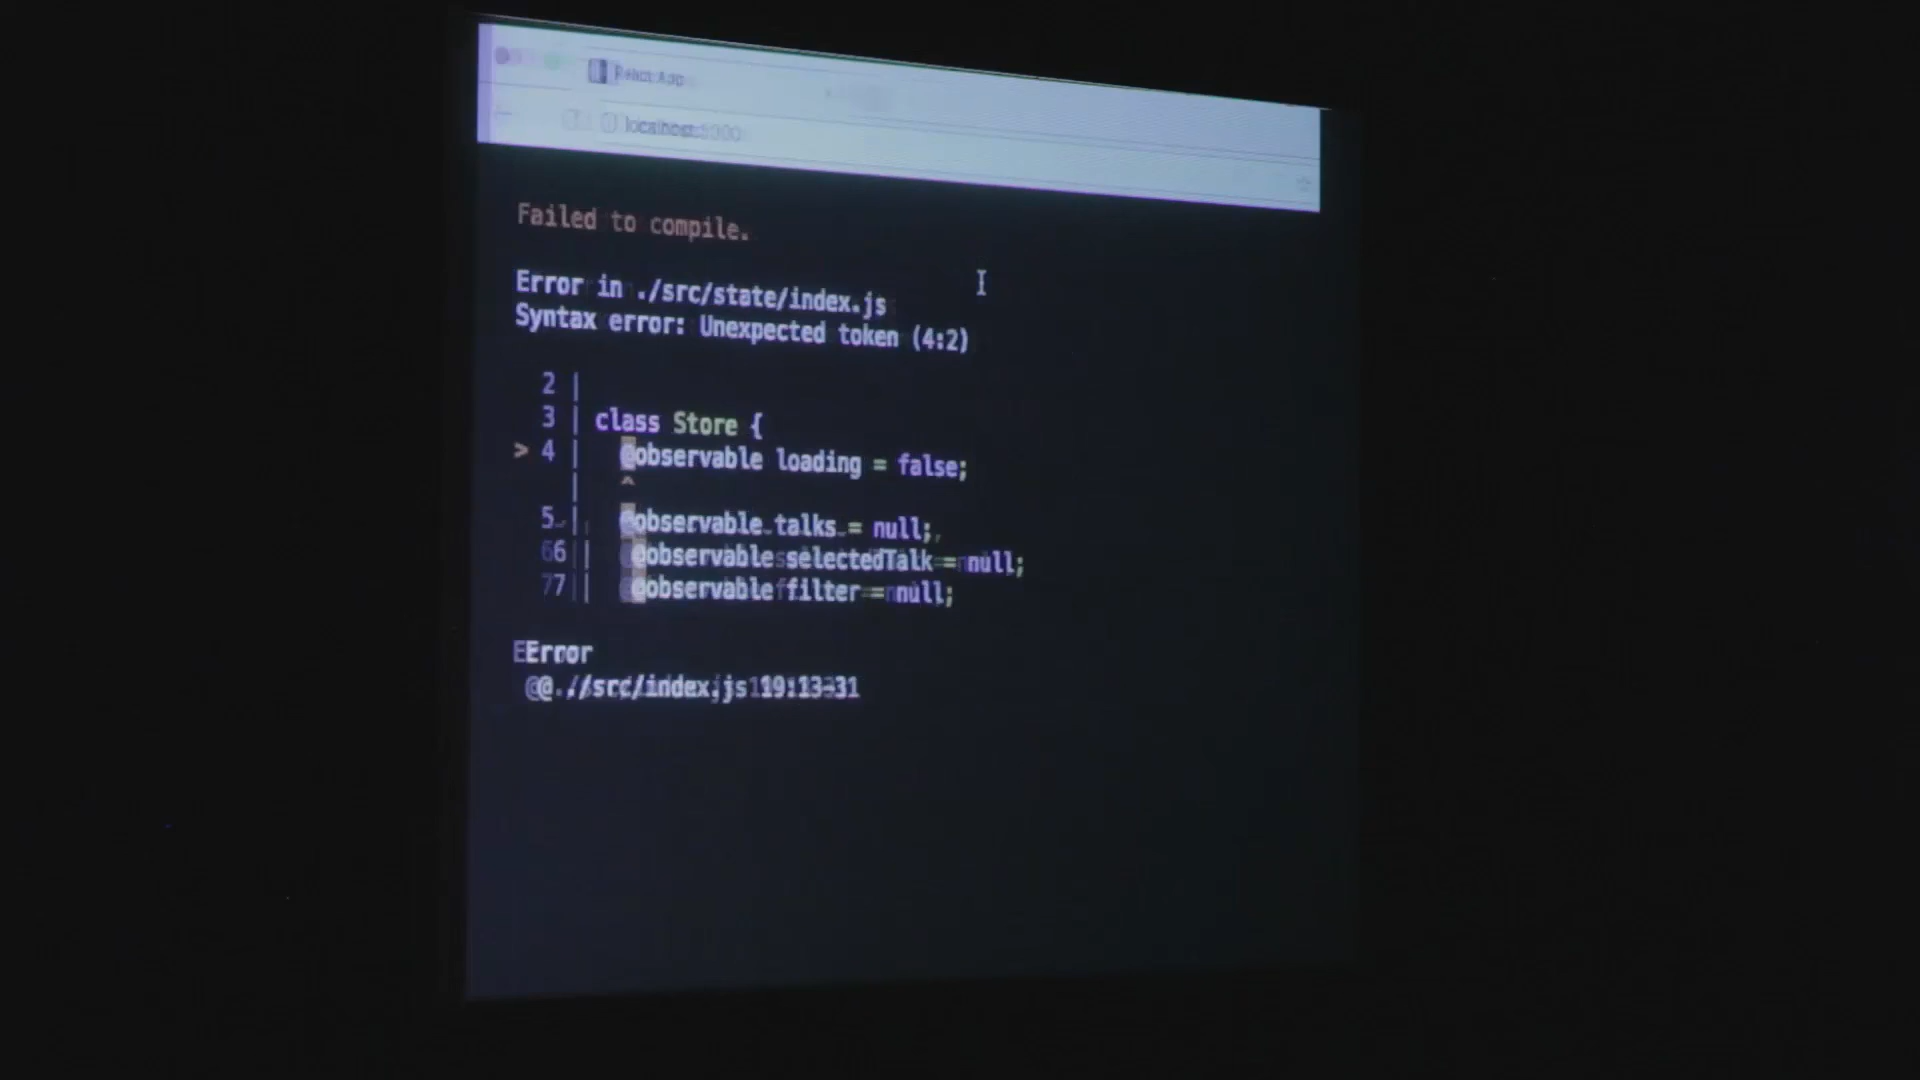 React App
localhost:3000
Failed to compile.
Error in ./src/state/index.js
Syntax error: Unexpected token (4:2)
2 |
3 | class Store {
> 4 | @observable loading = false;
| ^
5 | @observable talks = null;
6 | @observable selectedTalk = null;
7 | @observable filter = null;
Error
@ ./src/index.js 19:13-31